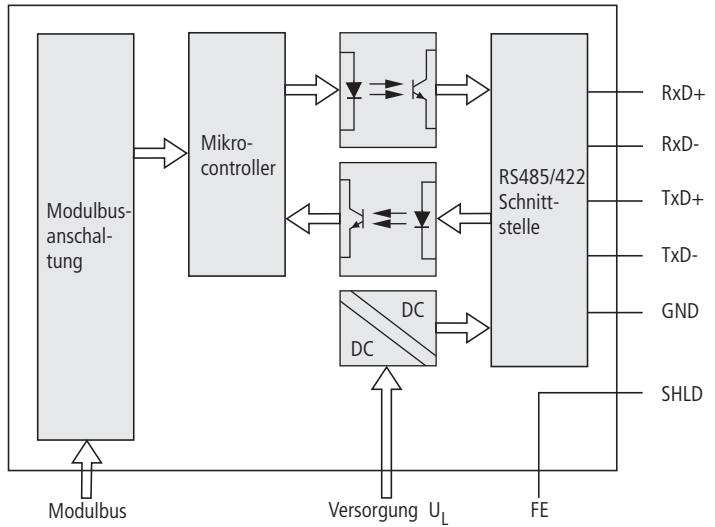 Modulbus-
anschal-
tung
Mikro-
controller
RS485/422
Schnitt-
stelle
DC
DC
RxD+
RxD-
TxD+
TxD-
GND
SHLD
Modulbus
Versorgung U_L
FE